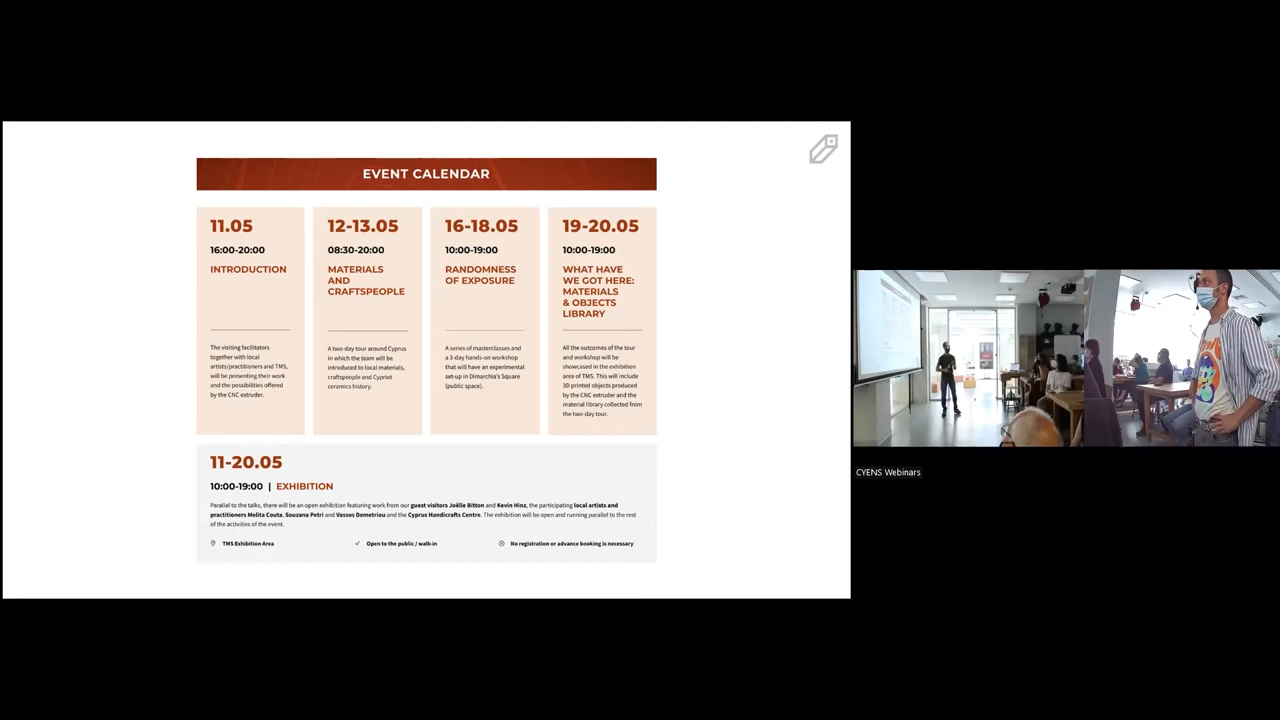 EVENT CALENDAR
11.05
16:00-20:00
INTRODUCTION
The visiting facilitators
together with local
artists/practitioners and TMS,
will be presenting their work
and the possibilities offered
by the CNC extruder.
12-13.05
08:30-20:00
MATERIALS
AND
CRAFTSPEOPLE
A two-day tour around Cyprus
in which the team will be
introduced to local materials,
craftspeople and Cypriot
ceramics history.
16-18.05
10:00-19:00
RANDOMNESS
OF EXPOSURE
A series of masterclasses and
a 3-day hands-on workshop
that will have an experimental
set-up in Dimarchia's Square
(public space).
19-20.05
10:00-19:00
WHAT HAVE
WE GOT HERE:
MATERIALS
& OBJECTS
LIBRARY
All the outcomes of the tour
and workshop will be
showcased in the exhibition
area of TMS. This will include
3D printed objects produced
by the CNC extruder and the
material library collected from
the two-day tour.
11-20.05
10:00-19:00 | EXHIBITION
Parallel to the talks, there will be an open exhibition featuring work from our guest visitors Joëlle Bitton and Kevin Hinz, the participating local artists and
practitioners Melita Couta, Souzana Petri and Vassos Demetriou and the Cyprus Handicrafts Centre. The exhibition will be open and running parallel to the rest
of the activities of the event.
TMS Exhibition Area
Open to the public / walk-in
No registration or advance booking is necessary
CYENS Webinars